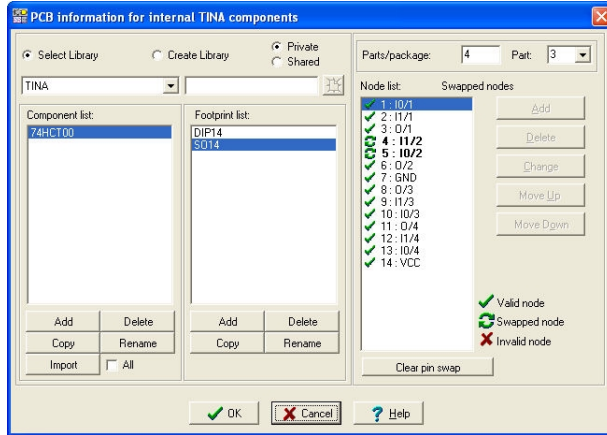 PCB information for internal TINA components
Select Library
Create Library
Private
Shared
Parts/package: 4 Part: 3
TINA
Node list: Swapped nodes
Component list:
74HCT00
Footprint list:
DIP14
SO14
1 : I0/1
2 : I1/1
3 : O/1
4 : I1/2
5 : I0/2
6 : O/2
7 : GND
8 : O/3
9 : I1/3
10 : I0/3
11 : O/4
12 : I1/4
13 : I0/4
14 : VCC
Add
Delete
Change
Move Up
Move Down
Valid node
Swapped node
Invalid node
Add Delete
Copy Rename
Import All
Add Delete
Copy Rename
Clear pin swap
OK Cancel Help